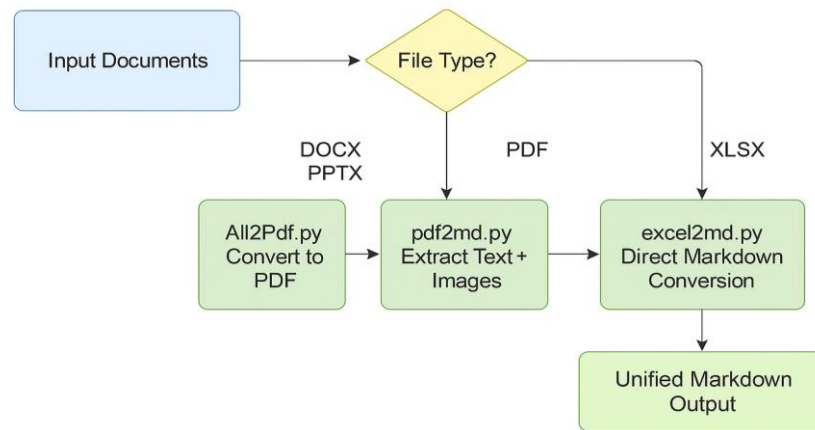 Input Documents
File Type?
DOCX
PPTX
PDF
XLSX
All2Pdf.py
Convert to
PDF
pdf2md.py
Extract Text +
Images
excel2md.py
Direct Markdown
Conversion
Unified Markdown
Output